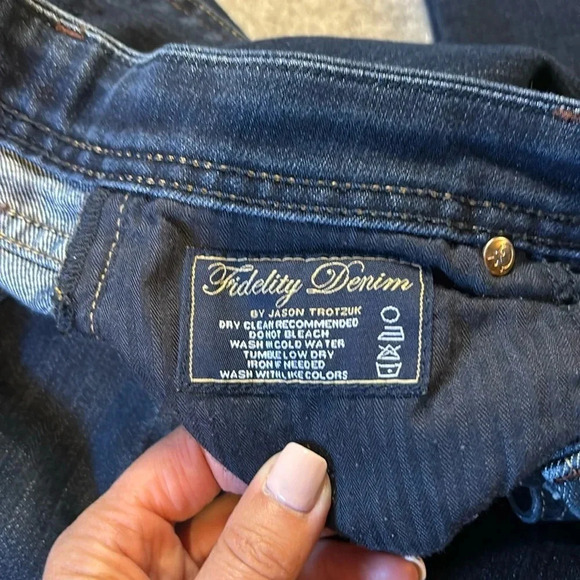 Fidelity Denim
BY JASON TROTZUK
DRY CLEAN RECOMMENDED
DO NOT BLEACH
WASH IN COLD WATER
TUMBLE LOW DRY
IRON IF NEEDED
WASH WITH LIKE COLORS